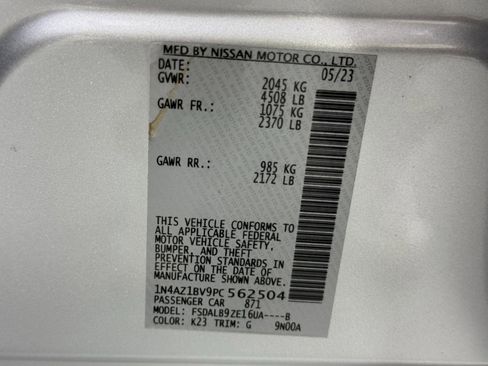 MFD BY NISSAN MOTOR CO., LTD.
DATE: 05/23
GVWR: 2045 KG
4508 LB
GAWR FR.: 1075 KG
2370 LB
GAWR RR.: 985 KG
2172 LB
THIS VEHICLE CONFORMS TO
ALL APPLICABLE FEDERAL
MOTOR VEHICLE SAFETY,
BUMPER, AND THEFT
PREVENTION STANDARDS IN
EFFECT ON THE DATE OF
MANUFACTURE SHOWN ABOVE.
1N4AZ1BV9PC562504
PASSENGER CAR 871
MODEL: FSDALB9ZE16UA----B
COLOR: K23 TRIM: G 9N00A